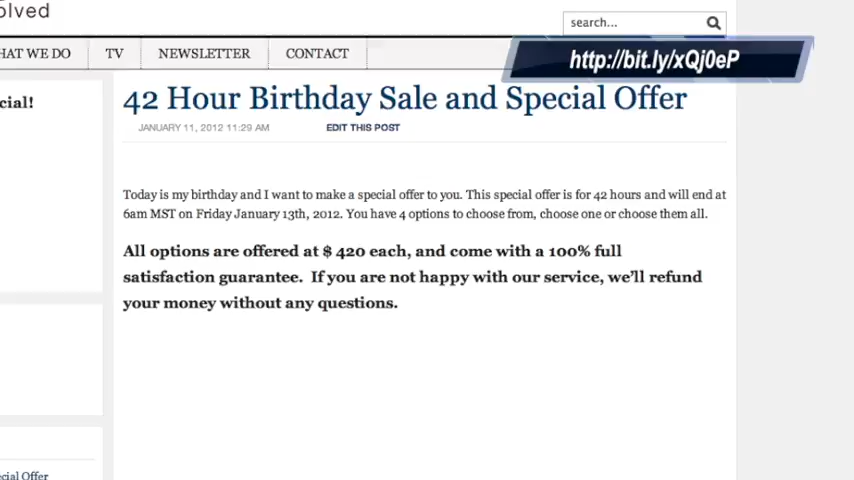 olved
search...
HAT WE DO TV NEWSLETTER CONTACT
http://bit.ly/xQj0eP
cial!
42 Hour Birthday Sale and Special Offer
JANUARY 11, 2012 11:29 AM EDIT THIS POST
Today is my birthday and I want to make a special offer to you. This special offer is for 42 hours and will end at
6am MST on Friday January 13th, 2012. You have 4 options to choose from, choose one or choose them all.
All options are offered at $ 420 each, and come with a 100% full
satisfaction guarantee. If you are not happy with our service, we'll refund
your money without any questions.
ecial Offer